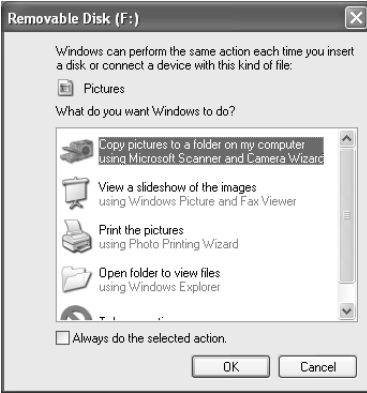 Removable Disk (F:)
Windows can perform the same action each time you insert
a disk or connect a device with this kind of file:
Pictures
What do you want Windows to do?
Copy pictures to a folder on my computer
using Microsoft Scanner and Camera Wizard
View a slideshow of the images
using Windows Picture and Fax Viewer
Print the pictures
using Photo Printing Wizard
Open folder to view files
using Windows Explorer
Always do the selected action.
OK Cancel